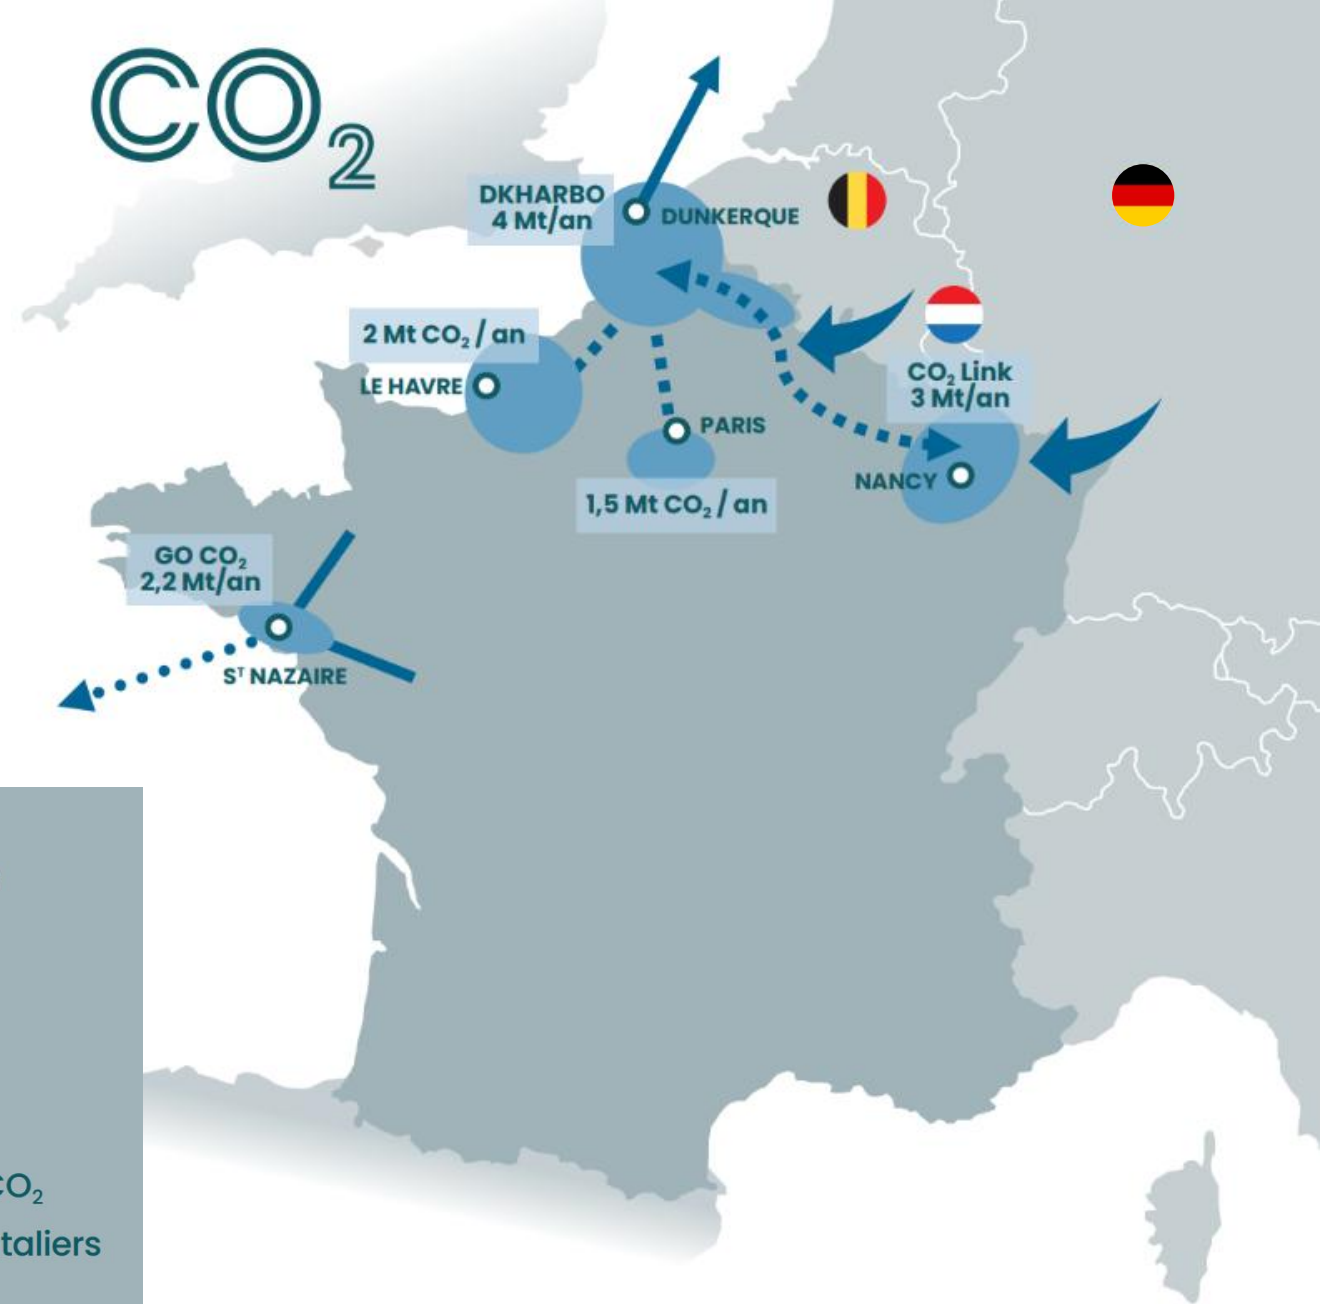 CO₂
DKHARBO
4 Mt/an
DUNKERQUE
2 Mt CO₂ / an
LE HAVRE
CO₂ Link
3 Mt/an
PARIS
NANCY
1,5 Mt CO₂ / an
GO CO₂
2,2 Mt/an
Sᵀ NAZAIRE
CO₂
taliers